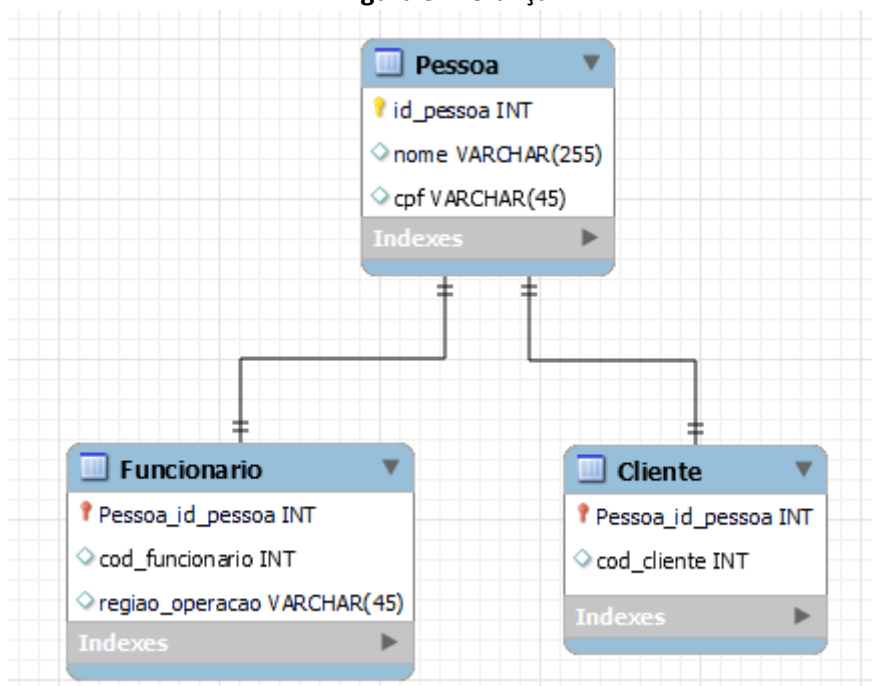 Pessoa
id_pessoa INT
nome VARCHAR(255)
cpf VARCHAR(45)
Indexes
Funcionario
Pessoa_id_pessoa INT
cod_funcionario INT
regiao_operacao VARCHAR(45)
Indexes
Cliente
Pessoa_id_pessoa INT
cod_cliente INT
Indexes